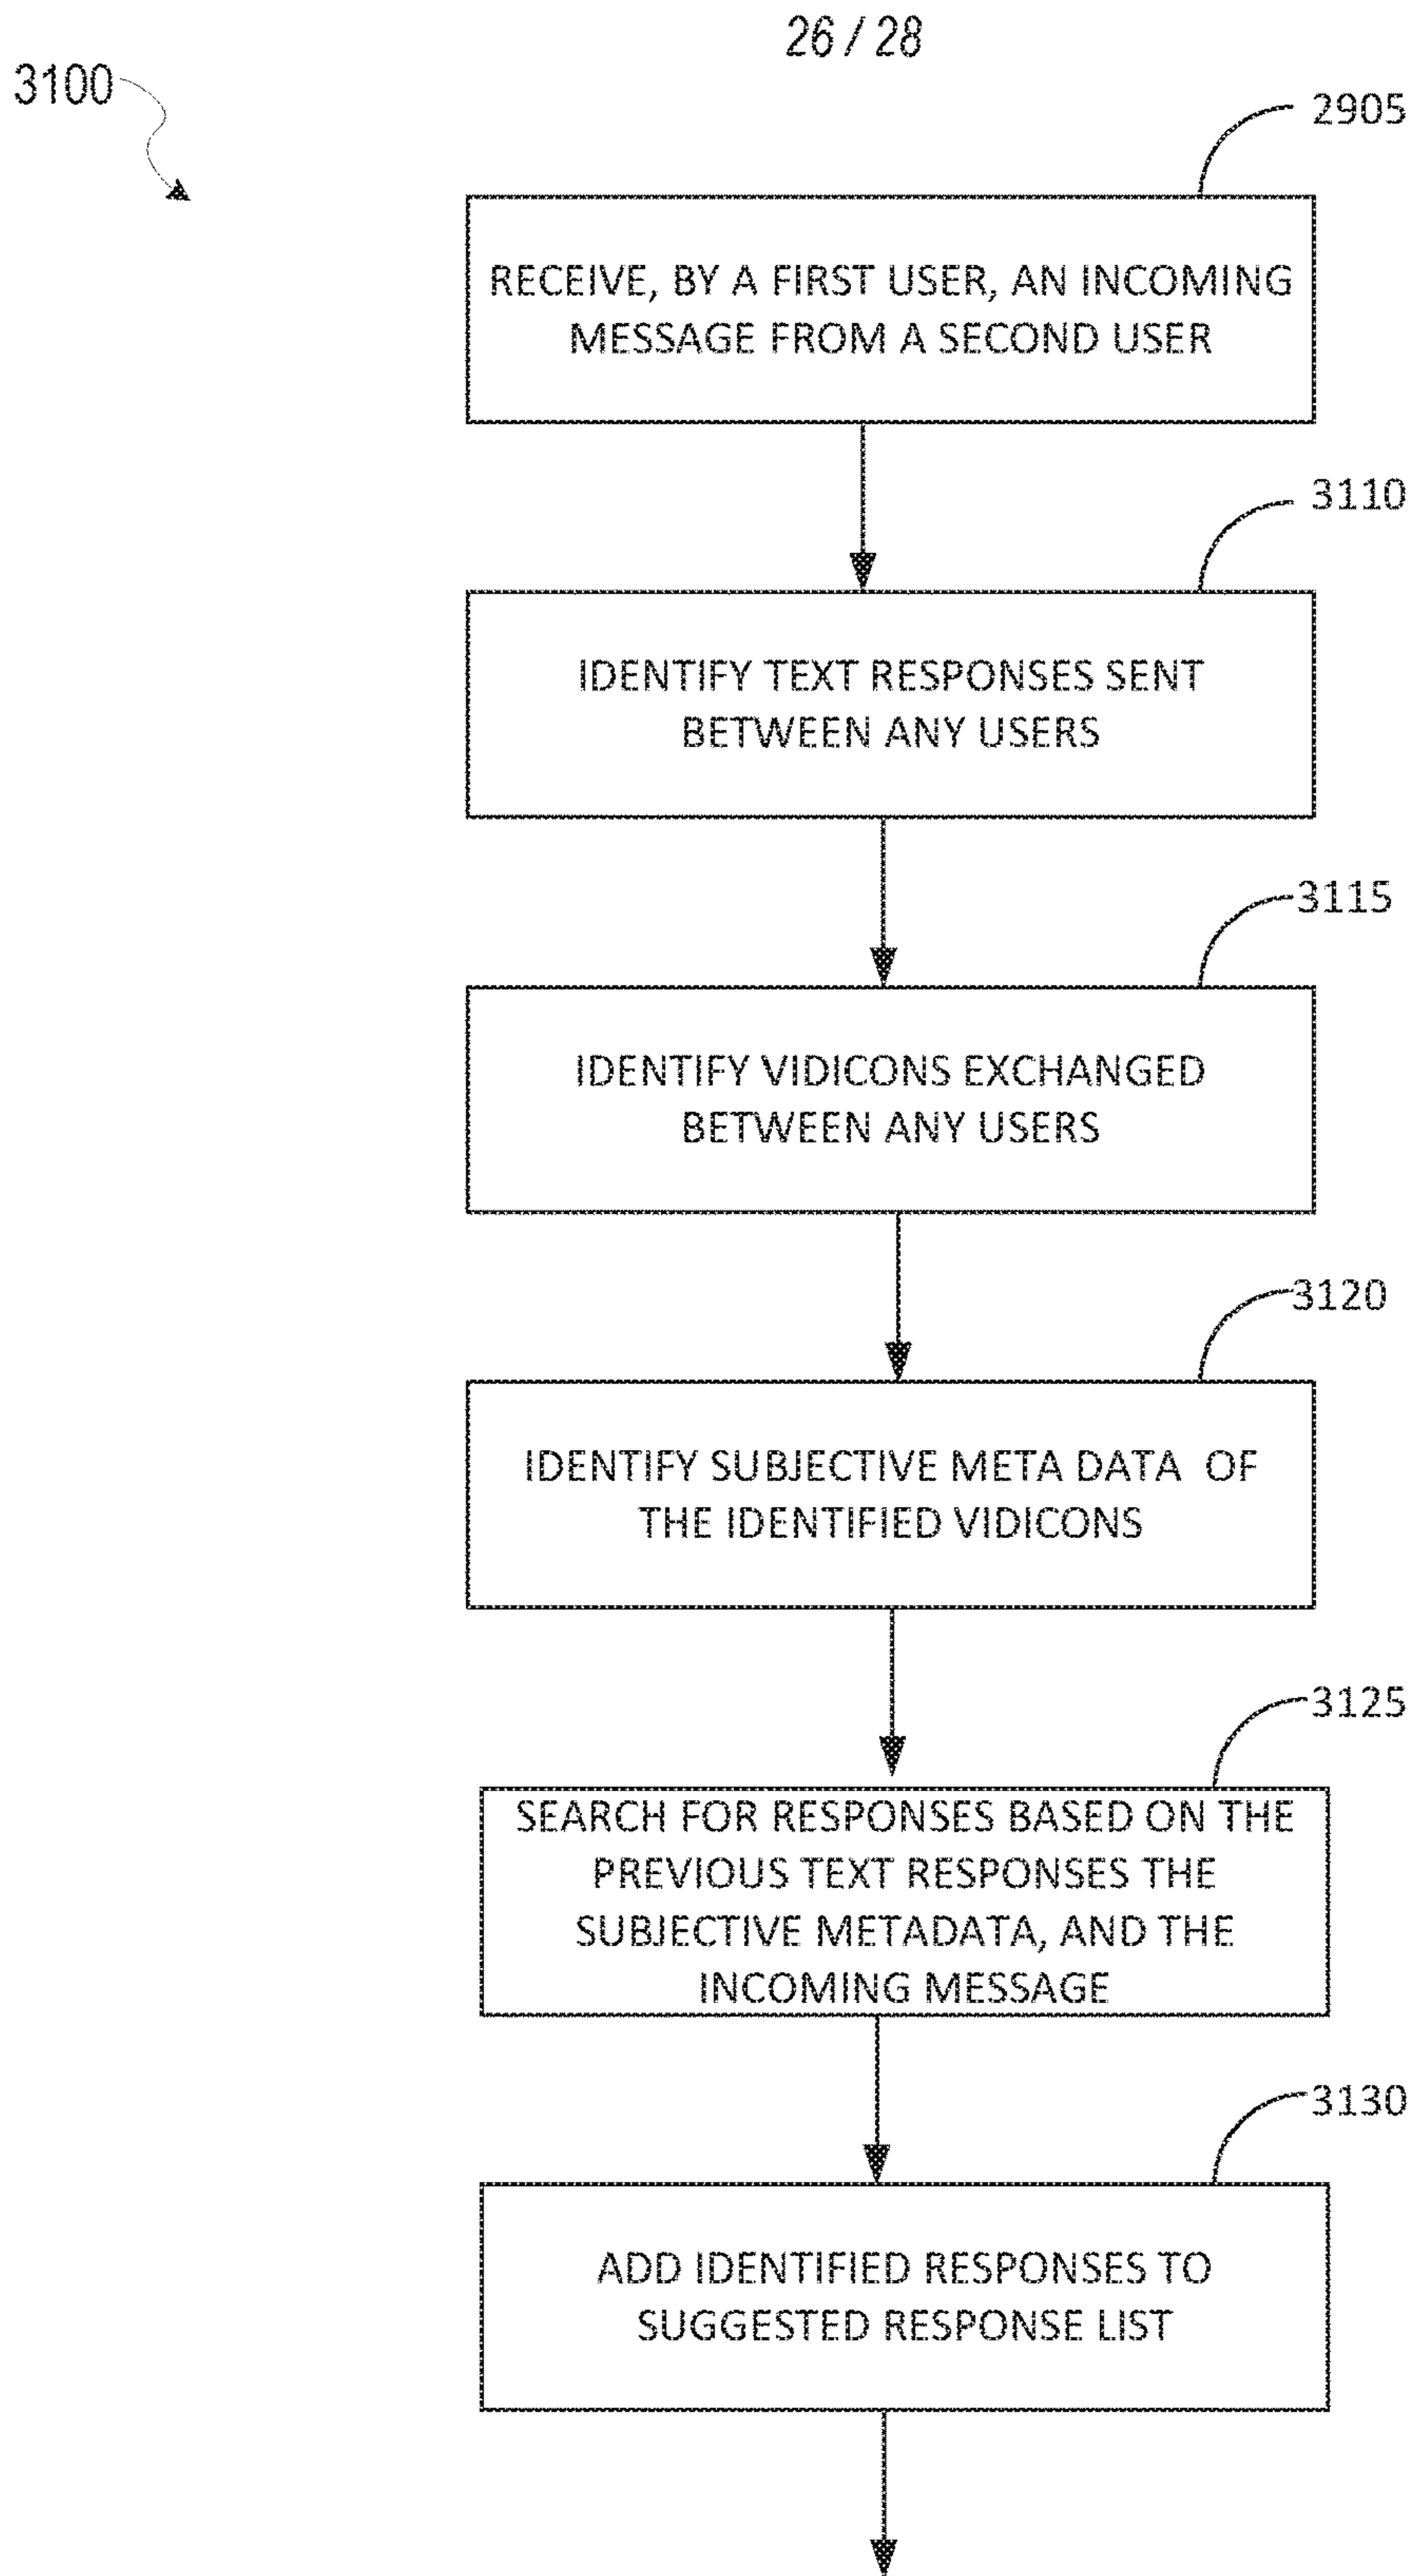 26 / 28
3100
2905
RECEIVE, BY A FIRST USER, AN INCOMING
MESSAGE FROM A SECOND USER
3110
IDENTIFY TEXT RESPONSES SENT
BETWEEN ANY USERS
3115
IDENTIFY VIDICONS EXCHANGED
BETWEEN ANY USERS
3120
IDENTIFY SUBJECTIVE META DATA OF
THE IDENTIFIED VIDICONS
3125
SEARCH FOR RESPONSES BASED ON THE
PREVIOUS TEXT RESPONSES THE
SUBJECTIVE METADATA, AND THE
INCOMING MESSAGE
3130
ADD IDENTIFIED RESPONSES TO
SUGGESTED RESPONSE LIST